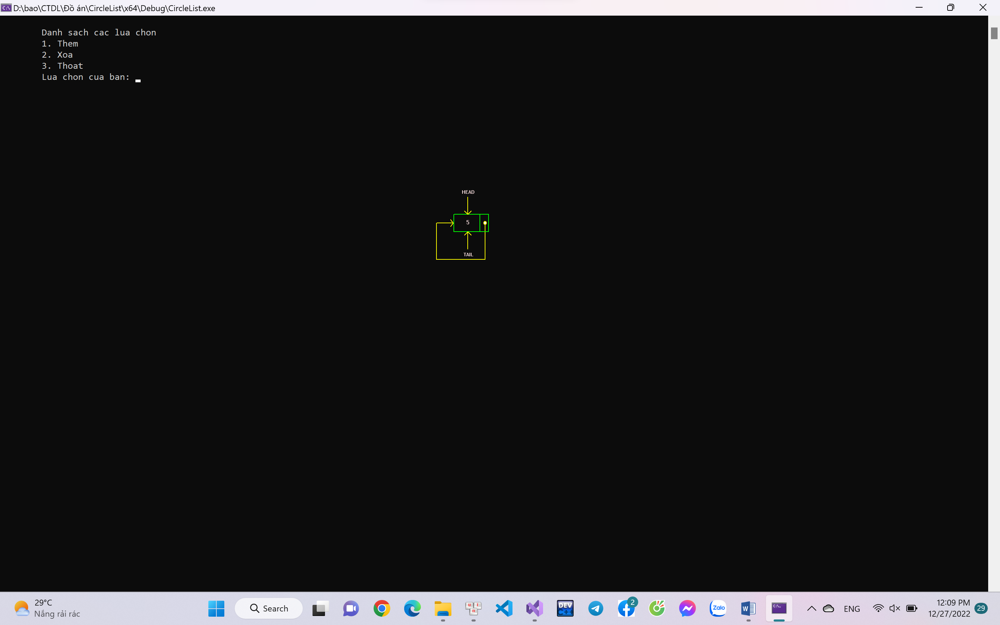 D:\bao\CTDL\Đồ án\CircleList\x64\Debug\CircleList.exe
Danh sach cac lua chon
1. Them
2. Xoa
3. Thoat
Lua chon cua ban:
HEAD
5
TAIL
29°C
Nắng rải rác
Search
u i
n
DEV
C++
2
Zalo
W
C:\_
ENG
12:09 PM
12/27/2022
29